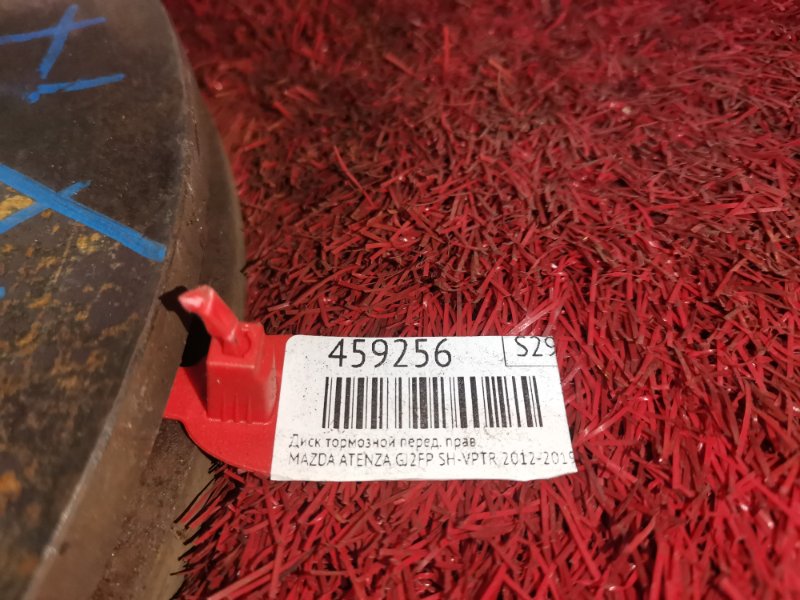 459256 S29
Диск тормозной перед. прав.
MAZDA ATENZA GJ2FP SH-VPTR 2012-2019